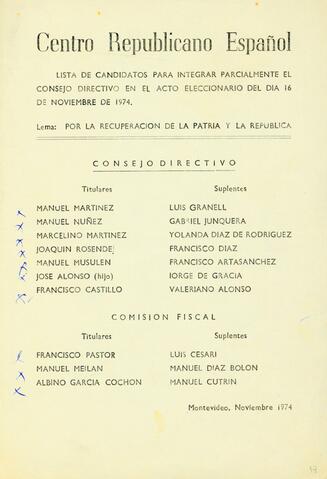 Centro Republicano Español
LISTA DE CANDIDATOS PARA INTEGRAR PARCIALMENTE EL
CONSEJO DIRECTIVO EN EL ACTO ELECCIONARIO DEL DIA 16
DE NOVIEMBRE DE 1974.
Lema: POR LA RECUPERACION DE LA PATRIA Y LA REPUBLICA
CONSEJO DIRECTIVO
Titulares Suplentes
MANUEL MARTINEZ LUIS GRANELL
MANUEL NUÑEZ GABRIEL JUNQUERA
MARCELINO MARTINEZ YOLANDA DIAZ DE RODRIGUEZ
JOAQUIN ROSENDE FRANCISCO DIAZ
MANUEL MUSULEN FRANCISCO ARTASANCHEZ
JOSE ALONSO (hijo) JORGE DE GRACIA
FRANCISCO CASTILLO VALERIANO ALONSO
COMISION FISCAL
Titulares Suplentes
FRANCISCO PASTOR LUIS CESARI
MANUEL MEILAN MANUEL DIAZ BOLON
ALBINO GARCIA COCHON MANUEL CUTRIN
Montevideo, Noviembre 1974